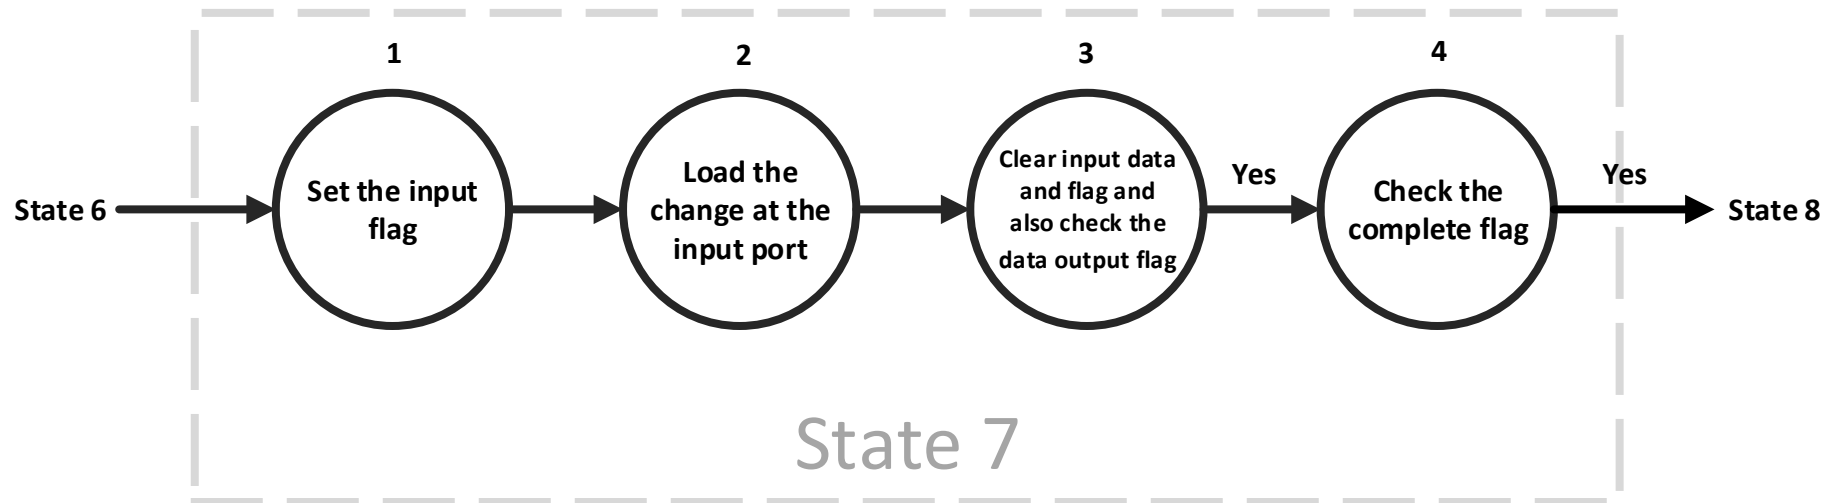 1
2
3
4
State 6
Set the input
flag
Load the
change at the
input port
Clear input data
and flag and
also check the
data output flag
Yes
Check the
complete flag
Yes
State 8
State 7